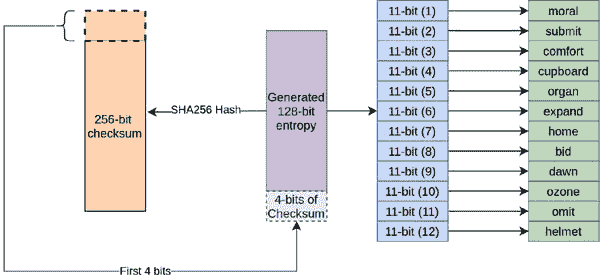 256-bit
checksum
SHA256 Hash
Generated
128-bit
entropy
4-bits of
Checksum
First 4 bits
11-bit (1) moral
11-bit (2) submit
11-bit (3) comfort
11-bit (4) cupboard
11-bit (5) organ
11-bit (6) expand
11-bit (7) home
11-bit (8) bid
11-bit (9) dawn
11-bit (10) ozone
11-bit (11) omit
11-bit (12) helmet